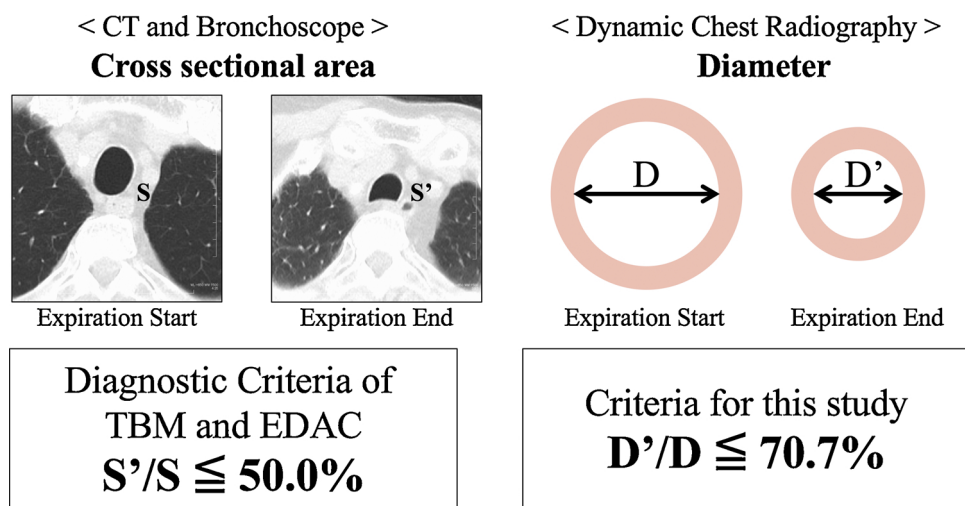 < CT and Bronchoscope >
Cross sectional area
S
S’
Expiration Start
Expiration End
Diagnostic Criteria of
TBM and EDAC
S’/S ≦ 50.0%
< Dynamic Chest Radiography >
Diameter
D
D’
Expiration Start
Expiration End
Criteria for this study
D’/D ≦ 70.7%